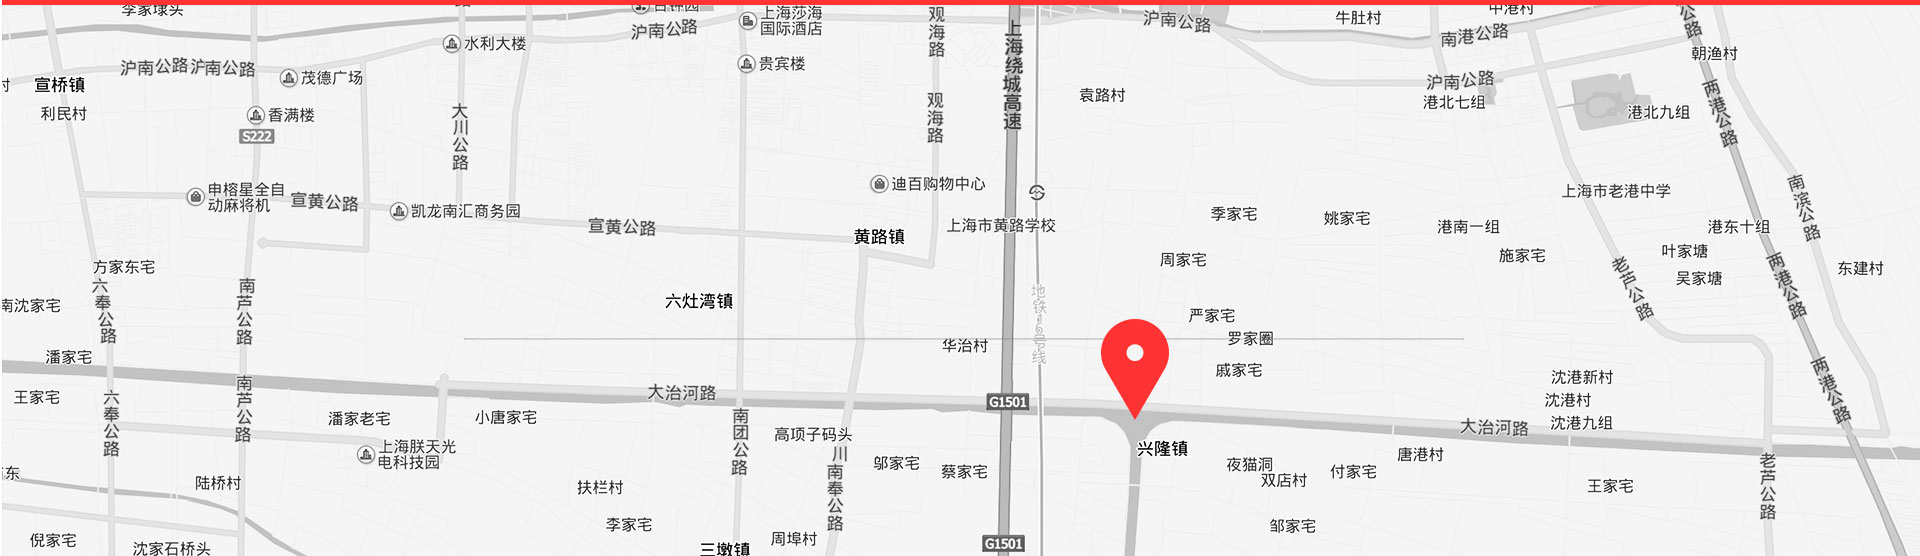 李家埭头
沪南公路
上海莎海
国际酒店
观海路
上海绕城高速
沪南公路
牛肚村
中港村
南港公路
朝渔村
水利大楼
贵宾楼
沪南公路
沪南公路
茂德广场
宣桥镇
利民村
香满楼
S222
大川公路
观海路
袁路村
沪南公路
港北七组
港北九组
两港公路
申榕星全自
动麻将机
宣黄公路
凯龙南汇商务园
宣黄公路
迪百购物中心
黄路镇
上海市黄路学校
季家宅
姚家宅
港南一组
上海市老港中学
南滨公路
港东十组
周家宅
施家宅
叶家塘
吴家塘
东建村
方家东宅
六奉公路
南芦公路
南沈家宅
六灶湾镇
地铁16号线
严家宅
罗家圈
老芦公路
两港公路
潘家宅
华治村
戚家宅
沈港新村
沈港村
沈港九组
两港公路
王家宅
六奉公路
南芦公路
潘家老宅
小唐家宅
大治河路
G1501
大治河路
上海朕天光
电科技园
南团公路
高项子码头
川南奉公路
邬家宅
蔡家宅
兴隆镇
夜猫洞
双店村
付家宅
唐港村
王家宅
老芦公路
陆桥村
扶栏村
李家宅
三墩镇
周埠村
G1501
邹家宅
倪家宅
沈家石桥头